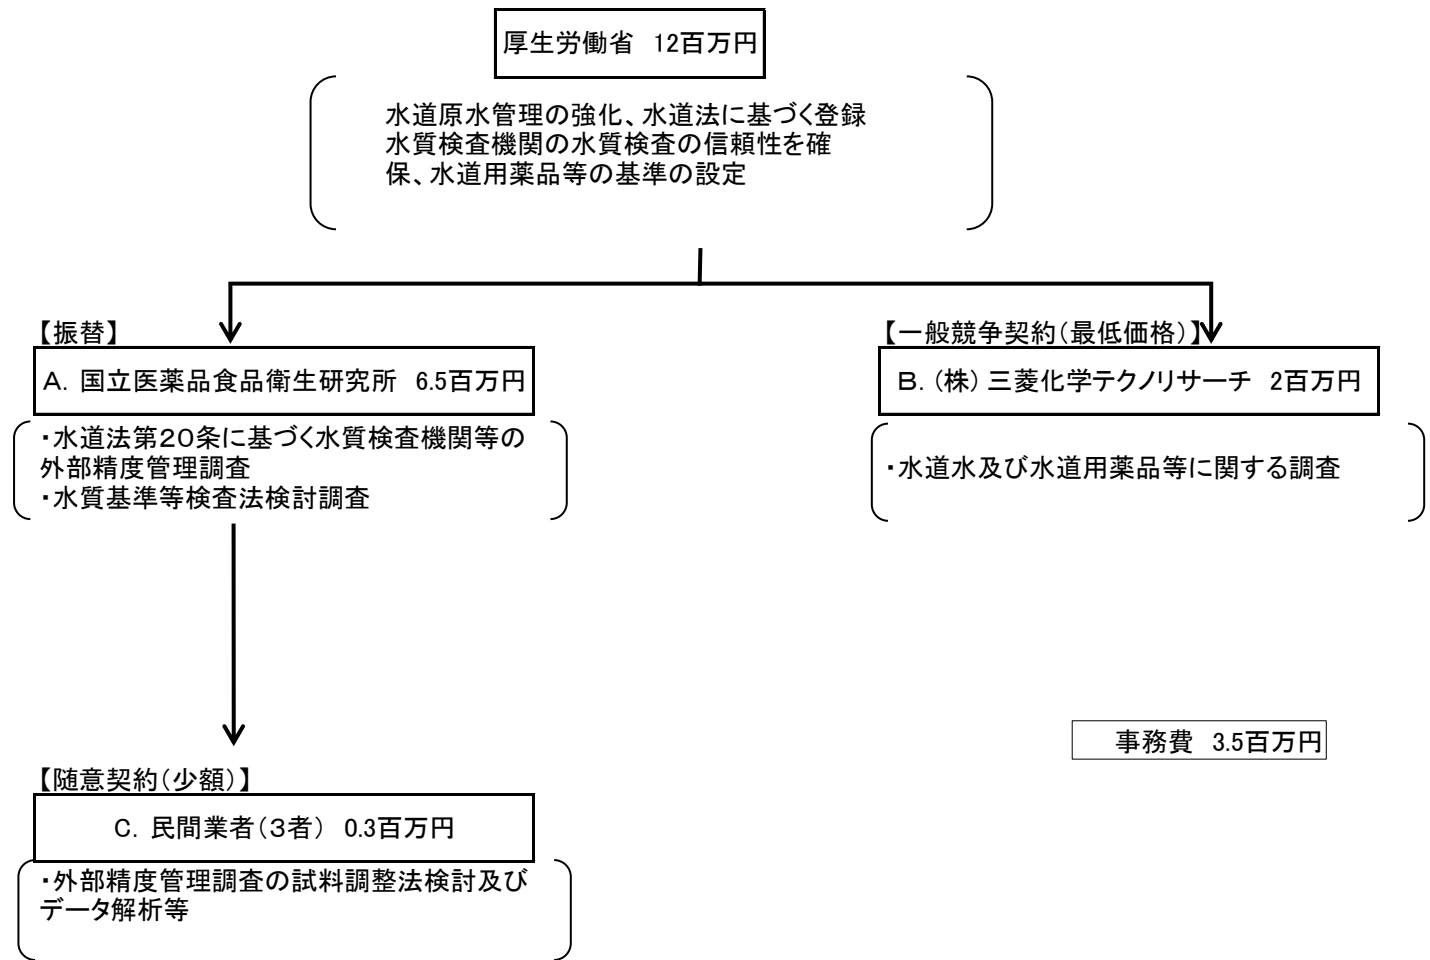 厚生労働省　12百万円
水道原水管理の強化、水道法に基づく登録
水質検査機関の水質検査の信頼性を確
保、水道用薬品等の基準の設定
【振替】
A．国立医薬品食品衛生研究所　6.5百万円
・水道法第２０条に基づく水質検査機関等の
外部精度管理調査
・水質基準等検査法検討調査
【一般競争契約（最低価格）】
B．（株）三菱化学テクノリサーチ　2百万円
・水道水及び水道用薬品等に関する調査
事務費　3.5百万円
【随意契約（少額）】
C．民間業者（３者）　0.3百万円
・外部精度管理調査の試料調整法検討及び
データ解析等